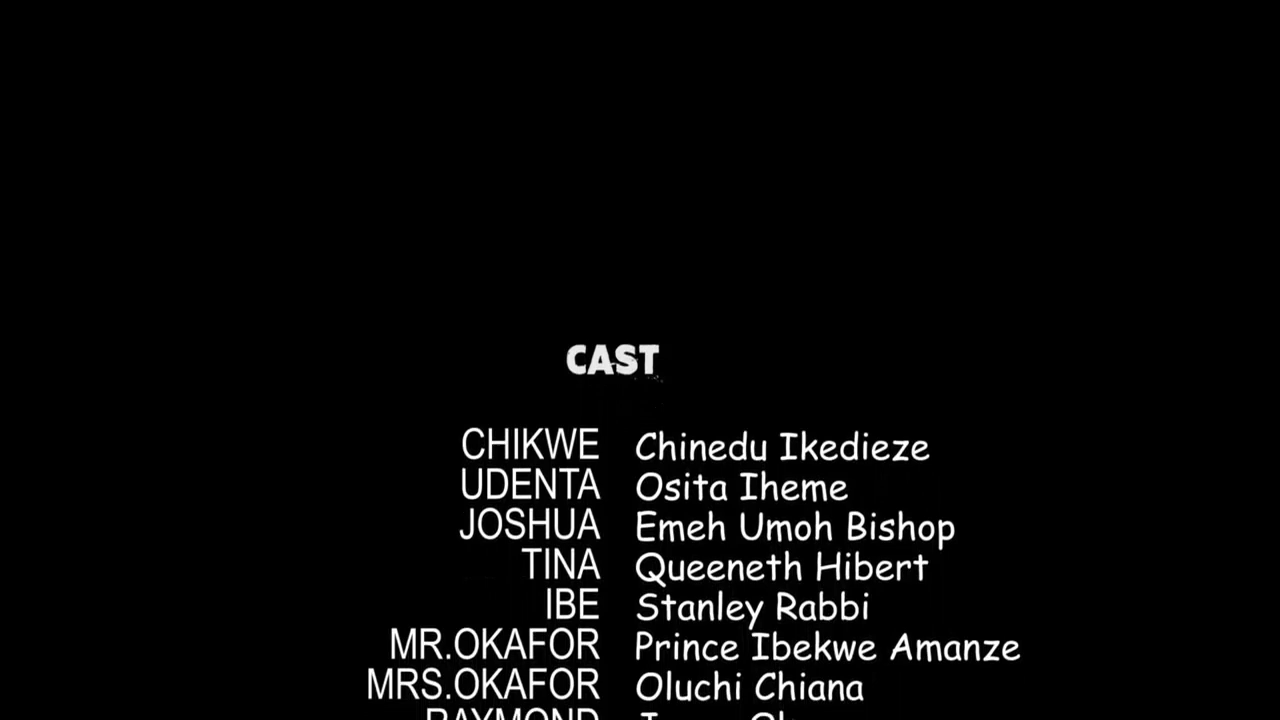 CAST
CHIKWE Chinedu Ikedieze
UDENTA Osita Iheme
JOSHUA Emeh Umoh Bishop
TINA Queeneth Hibert
IBE Stanley Rabbi
MR.OKAFOR Prince Ibekwe Amanze
MRS.OKAFOR Oluchi Chiana
RAYMOND